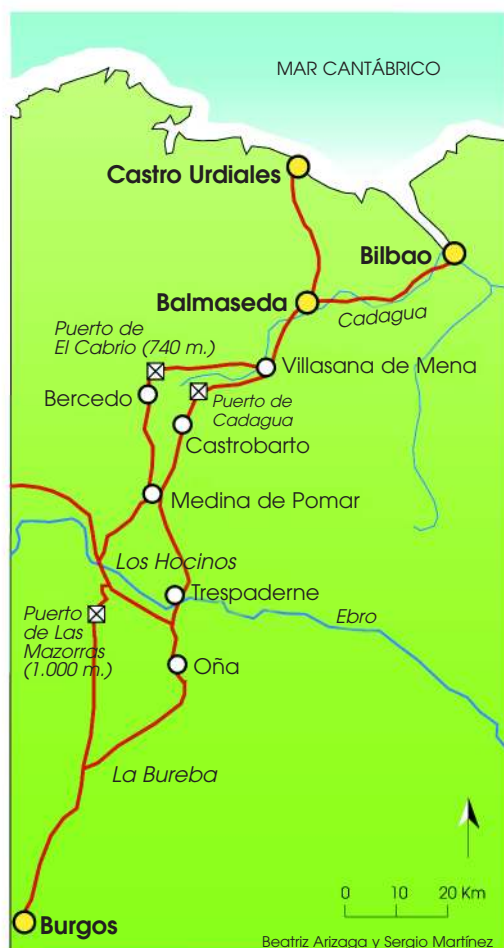 MAR CANTÁBRICO
Castro Urdiales
Bilbao
Balmaseda
Cadagua
Puerto de
El Cabrio (740 m.)
Villasana de Mena
Bercedo
Puerto de
Cadagua
Castrobarto
Medina de Pomar
Los Hocinos
Trespaderne
Puerto
de Las
Mazorras
(1.000 m.)
Ebro
Oña
La Bureba
0 10 20 Km
Burgos
Beatriz Arizaga y Sergio Martínez